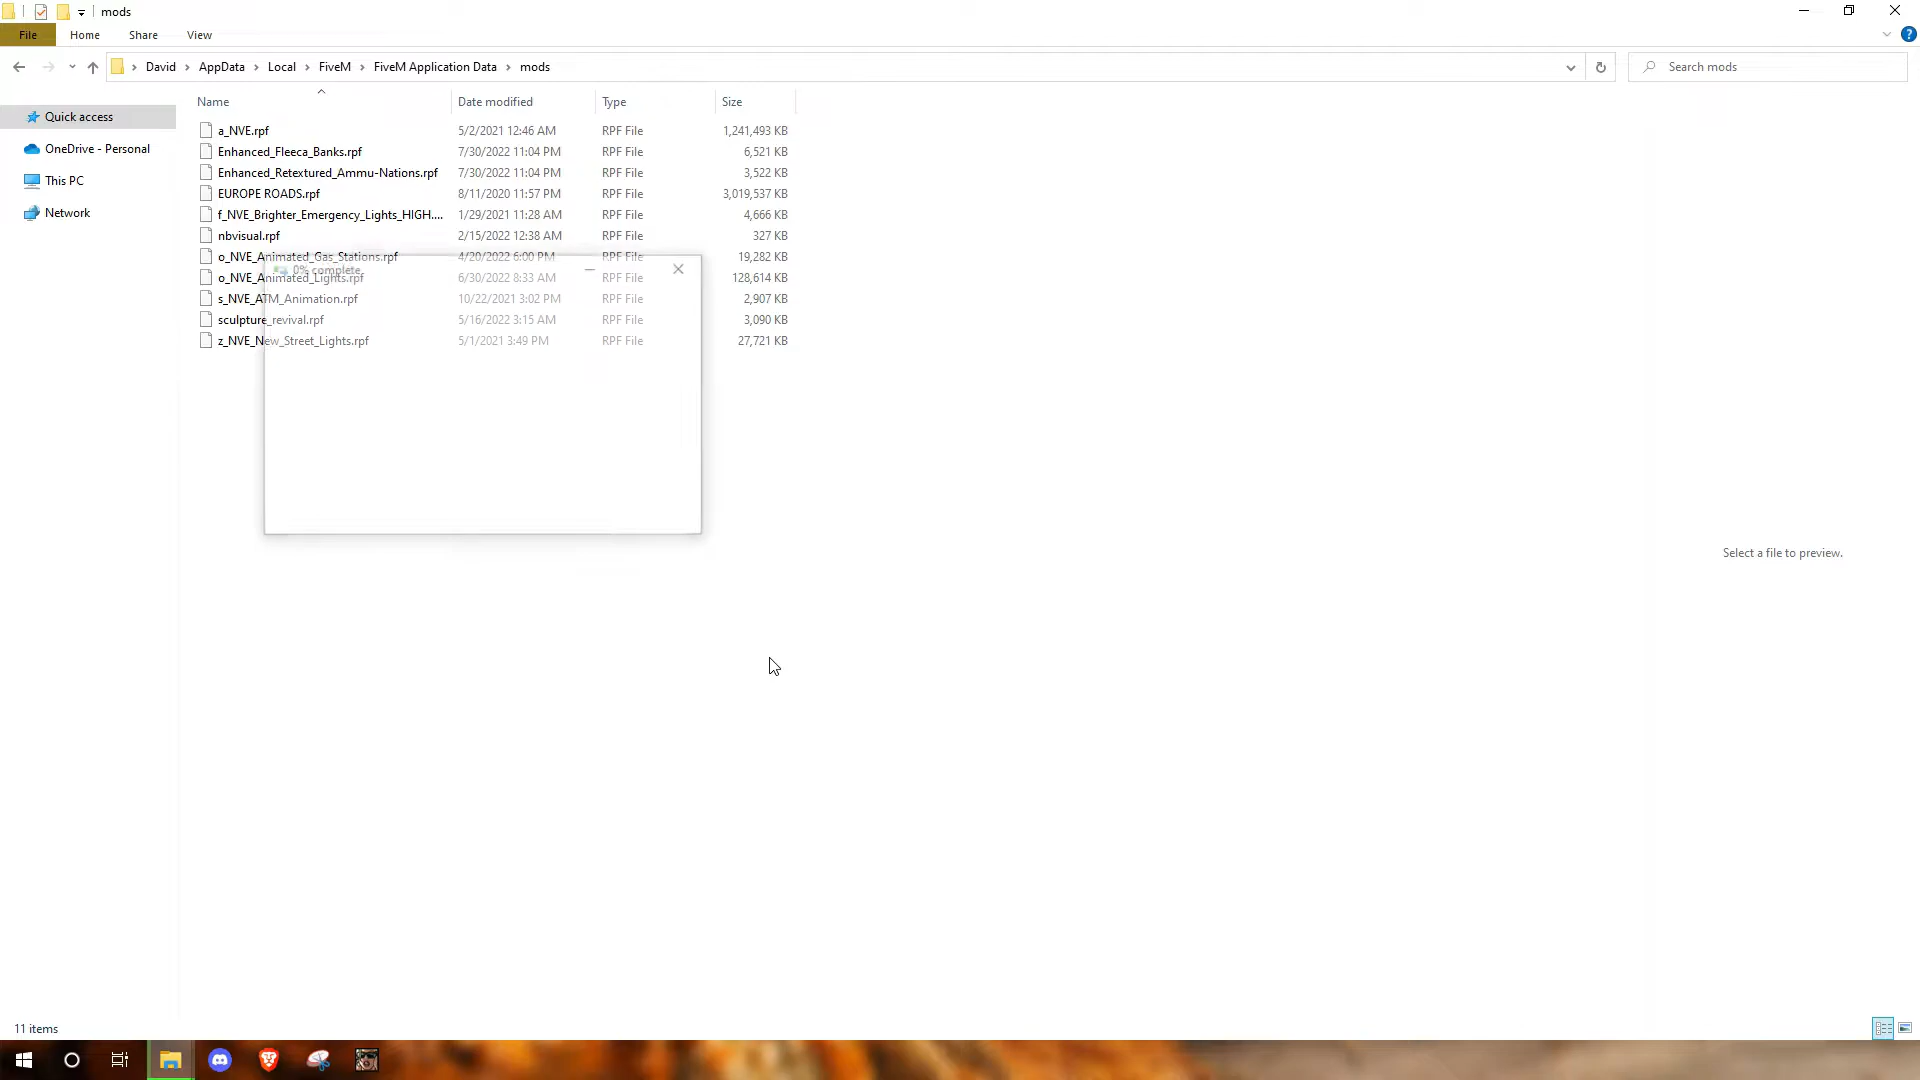 mods
File Home Share View
David AppData Local FiveM FiveM Application Data mods
Search mods
Name Date modified Type Size
Quick access
OneDrive - Personal
This PC
Network
a_NVE.rpf 5/2/2021 12:46 AM RPF File 1,241,493 KB
Enhanced_Fleeca_Banks.rpf 7/30/2022 11:04 PM RPF File 6,521 KB
Enhanced_Retextured_Ammu-Nations.rpf 7/30/2022 11:04 PM RPF File 3,522 KB
EUROPE ROADS.rpf 8/11/2020 11:57 PM RPF File 3,019,537 KB
f_NVE_Brighter_Emergency_Lights_HIGH.... 1/29/2021 11:28 AM RPF File 4,666 KB
nbvisual.rpf 2/15/2022 12:38 AM RPF File 327 KB
o_NVE_Animated_Gas_Stations.rpf 4/20/2022 6:00 PM RPF File 19,282 KB
0% complete
o_NVE_Animated_Lights.rpf 6/30/2022 8:33 AM RPF File 128,614 KB
s_NVE_ATM_Animation.rpf 10/22/2021 3:02 PM RPF File 2,907 KB
sculpture_revival.rpf 5/16/2022 3:15 AM RPF File 3,090 KB
z_NVE_New_Street_Lights.rpf 5/1/2021 3:49 PM RPF File 27,721 KB
Select a file to preview.
11 items